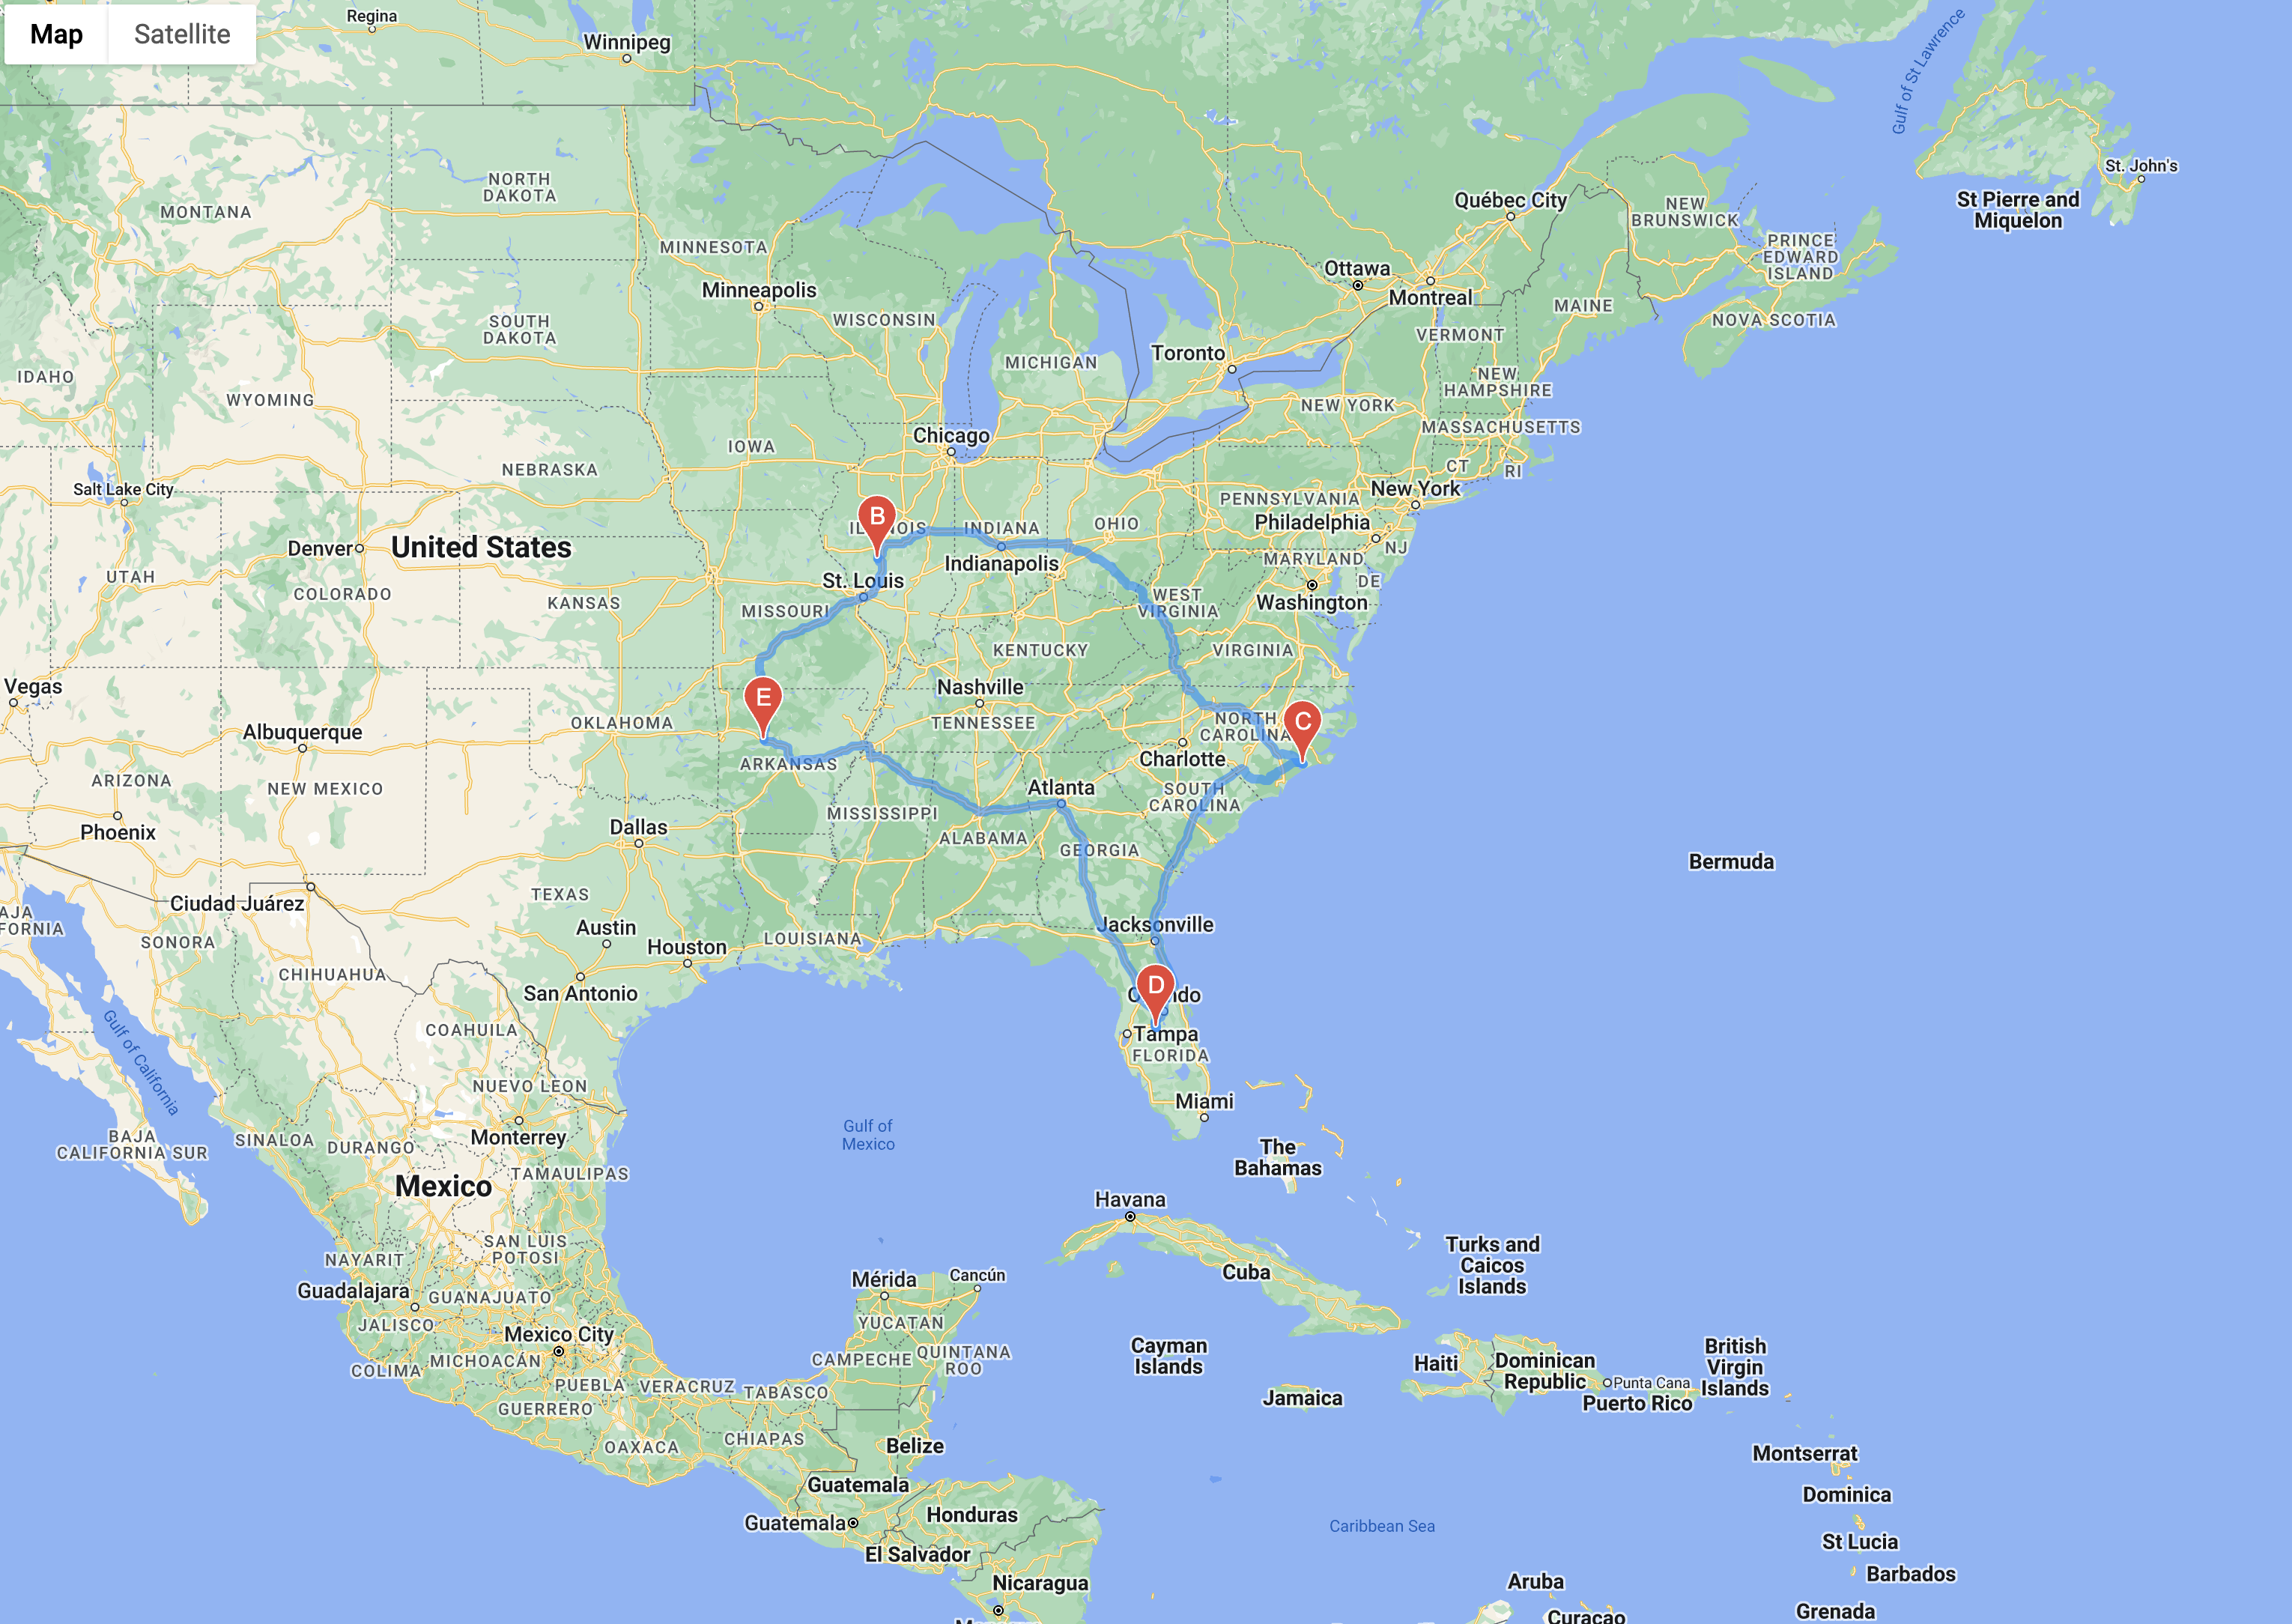 Map
Satellite
Regina
Winnipeg
Gulf of St Lawrence
St. John's
St Pierre and
Miquelon
Québec City
NEW
BRUNSWICK
PRINCE
EDWARD
ISLAND
NORTH
DAKOTA
MONTANA
MINNESOTA
Ottawa
Montreal
MAINE
NOVA SCOTIA
Minneapolis
WISCONSIN
SOUTH
DAKOTA
VERMONT
Toronto
MICHIGAN
IDAHO
NEW
HAMPSHIRE
WYOMING
NEW YORK
MASSACHUSETTS
Chicago
IOWA
NEBRASKA
CT
RI
Salt Lake City
New York
PENNSYLVANIA
Philadelphia
B
ILLINOIS
INDIANA
OHIO
NJ
Denver
United States
Indianapolis
MARYLAND
UTAH
St. Louis
DE
COLORADO
KANSAS
MISSOURI
WEST
VIRGINIA
Washington
KENTUCKY
VIRGINIA
Vegas
E
Nashville
C
OKLAHOMA
TENNESSEE
NORTH
CAROLINA
Albuquerque
ARKANSAS
Charlotte
ARIZONA
NEW MEXICO
Atlanta
SOUTH
CAROLINA
Phoenix
Dallas
MISSISSIPPI
ALABAMA
GEORGIA
Bermuda
Ciudad Juárez
TEXAS
AJA
FORNIA
SONORA
Austin
Houston
LOUISIANA
Jacksonville
CHIHUAHUA
San Antonio
D
O
ndo
Tampa
FLORIDA
Gulf of California
COAHUILA
NUEVO LEON
Miami
Monterrey
Gulf of
Mexico
BAJA
CALIFORNIA SUR
SINALOA
DURANGO
The
Bahamas
TAMAULIPAS
Mexico
Havana
SAN LUIS
POTOSI
NAYARIT
Turks and
Caicos
Islands
Cuba
Mérida
Cancún
Guadalajara
GUANAJUATO
JALISCO
YUCATAN
Mexico City
Cayman
Islands
British
Virgin
Islands
COLIMA
MICHOACÁN
CAMPECHE
QUINTANA
ROO
Haiti
Dominican
Republic
Punta Cana
PUEBLA
VERACRUZ
TABASCO
Jamaica
Puerto Rico
GUERRERO
OAXACA
CHIAPAS
Belize
Montserrat
Guatemala
Dominica
Guatemala
Honduras
Caribbean Sea
St Lucia
El Salvador
Barbados
Nicaragua
Aruba
Curaçao
Grenada